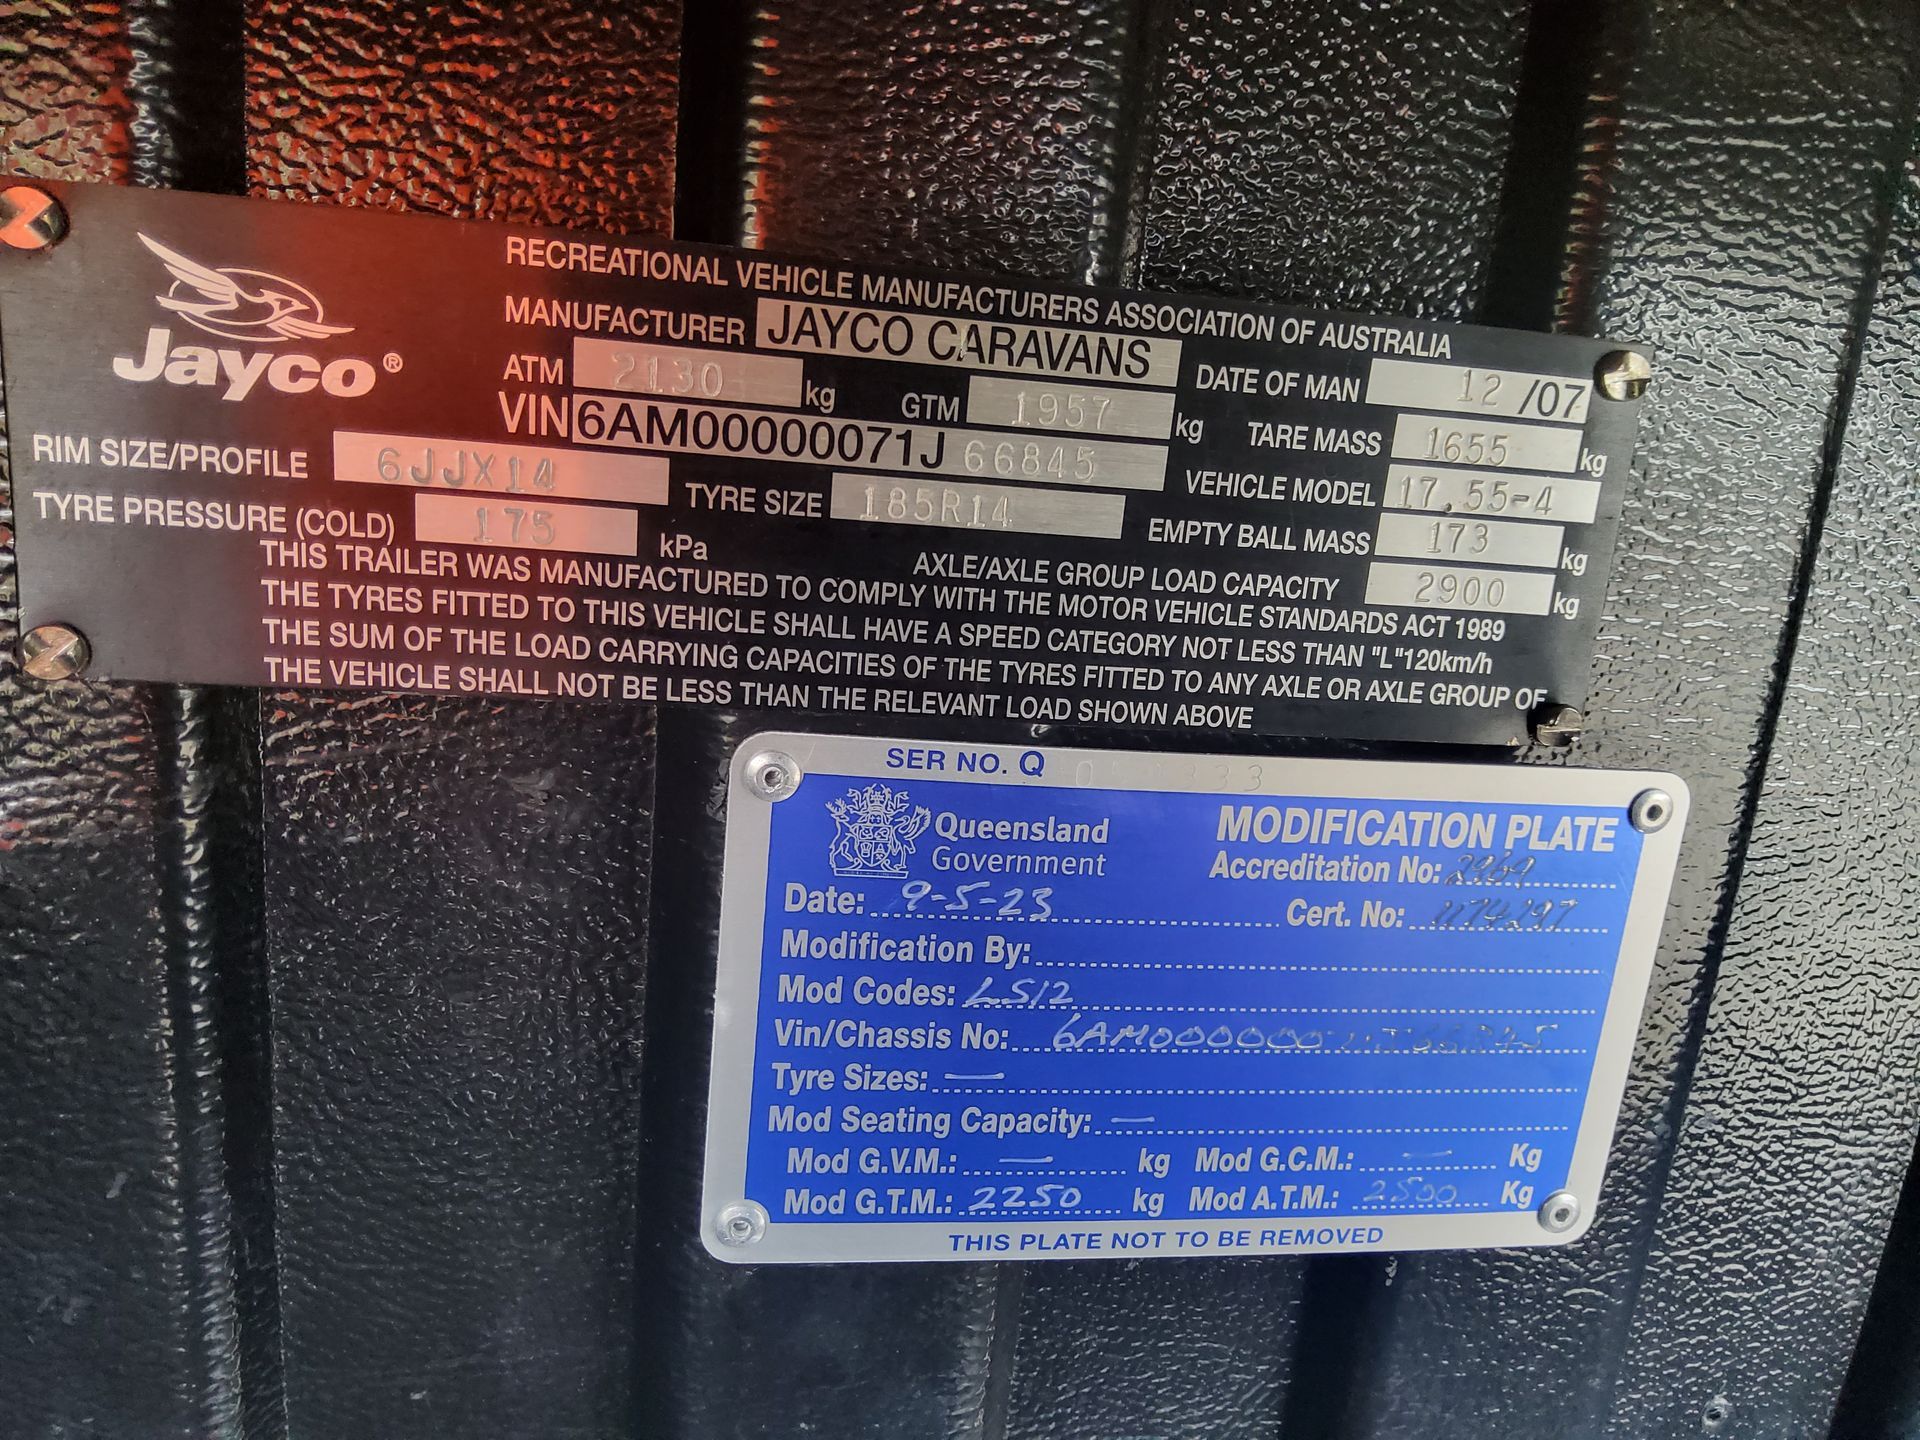 Jayco®
RECREATIONAL VEHICLE MANUFACTURERS ASSOCIATION OF AUSTRALIA
MANUFACTURER JAYCO CARAVANS DATE OF MAN 12 /07
ATM 2130 kg GTM 1957 kg TARE MASS 1655 kg
VIN 6AM00000071J 66845 VEHICLE MODEL 17.55-4
RIM SIZE/PROFILE 6JJX14 TYRE SIZE 185R14 EMPTY BALL MASS 173 kg
TYRE PRESSURE (COLD) 175 kPa AXLE/AXLE GROUP LOAD CAPACITY 2900 kg
THIS TRAILER WAS MANUFACTURED TO COMPLY WITH THE MOTOR VEHICLE STANDARDS ACT 1989
THE TYRES FITTED TO THIS VEHICLE SHALL HAVE A SPEED CATEGORY NOT LESS THAN "L"120km/h
THE SUM OF THE LOAD CARRYING CAPACITIES OF THE TYRES FITTED TO ANY AXLE OR AXLE GROUP OF
THE VEHICLE SHALL NOT BE LESS THAN THE RELEVANT LOAD SHOWN ABOVE
SER NO. Q
Queensland
Government
MODIFICATION PLATE
Accreditation No: 2969
Date: 9-5-23 Cert. No:
Modification By:
Mod Codes: LS12
Vin/Chassis No:
Tyre Sizes: —
Mod Seating Capacity: —
Mod G.V.M.: — kg Mod G.C.M.: — Kg
Mod G.T.M.: 2250 kg Mod A.T.M.: 2500 Kg
THIS PLATE NOT TO BE REMOVED